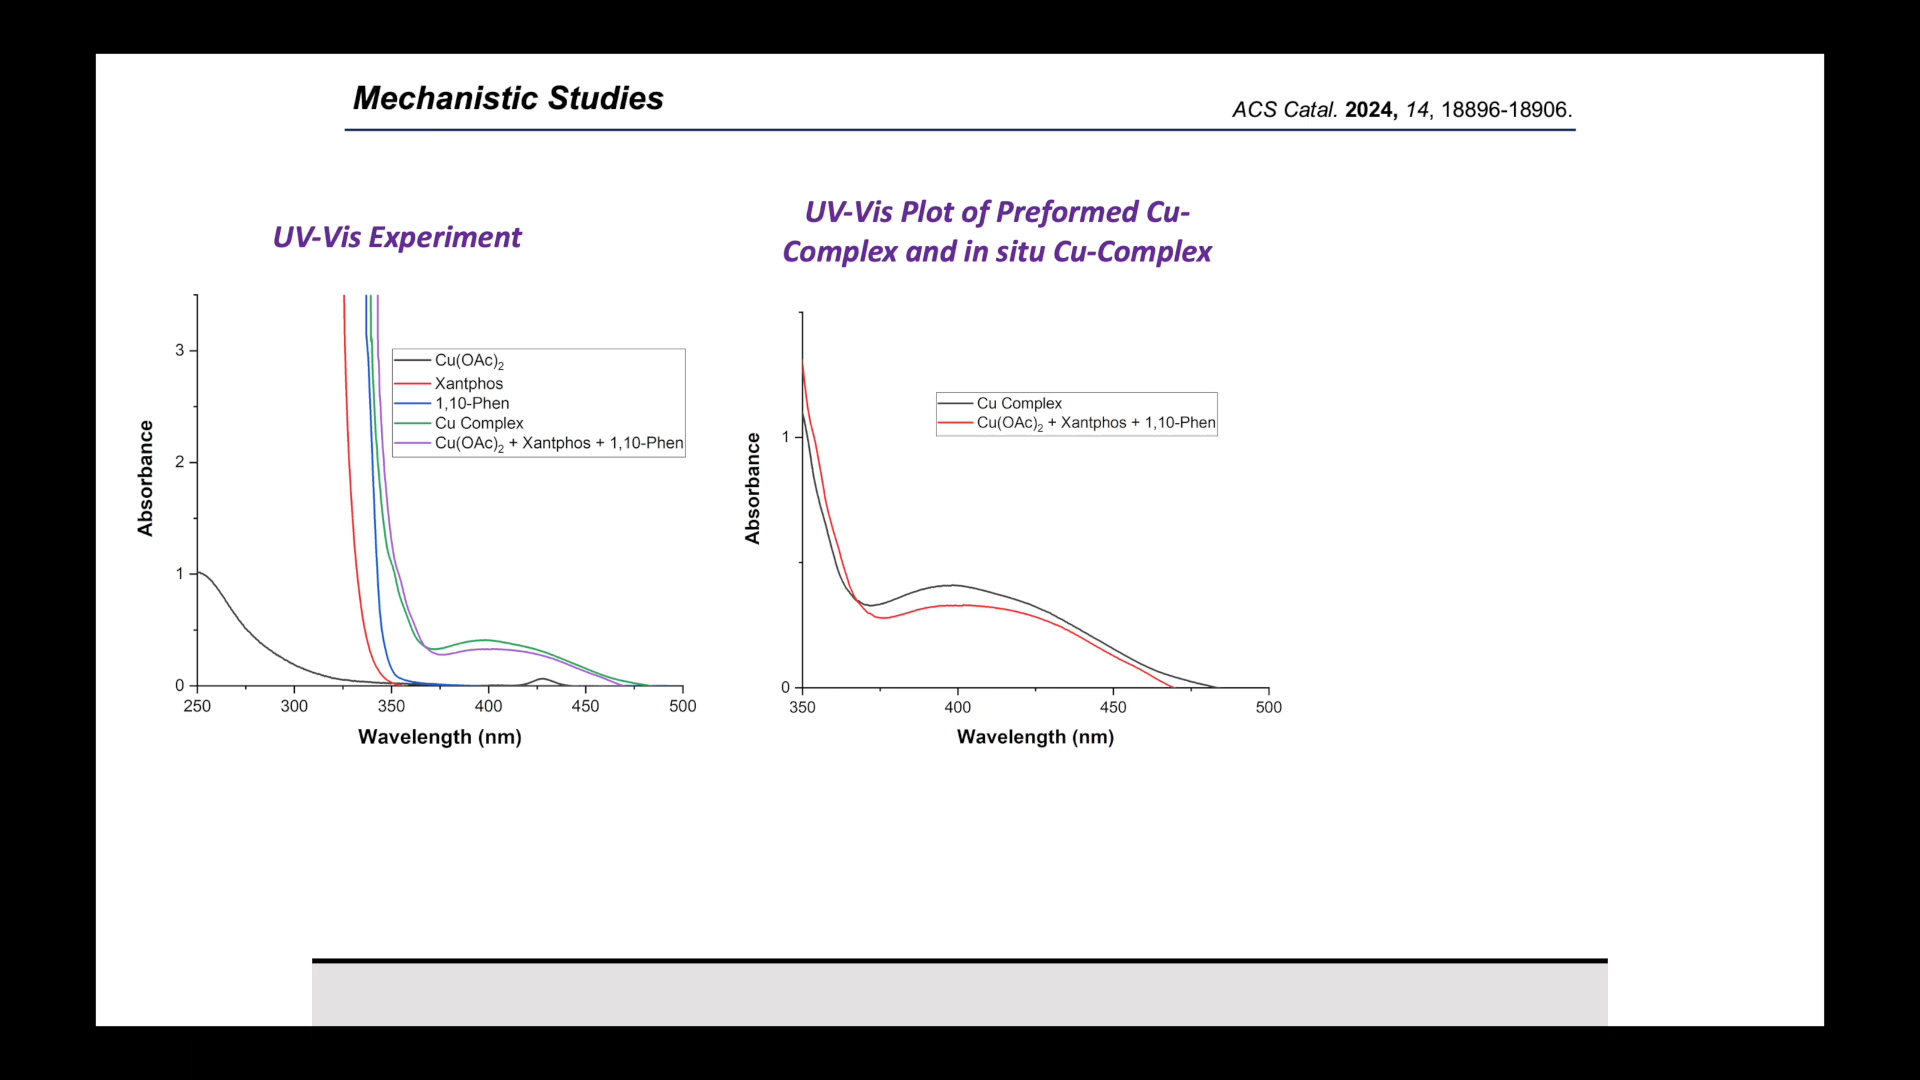 Mechanistic Studies
ACS Catal. 2024, 14, 18896-18906.
UV-Vis Experiment
UV-Vis Plot of Preformed Cu-
Complex and in situ Cu-Complex
Absorbance
3
2
1
0
Cu(OAc)2
Xantphos
1,10-Phen
Cu Complex
Cu(OAc)2 + Xantphos + 1,10-Phen
250 300 350 400 450 500
Wavelength (nm)
Absorbance
1
0
Cu Complex
Cu(OAc)2 + Xantphos + 1,10-Phen
350 400 450 500
Wavelength (nm)